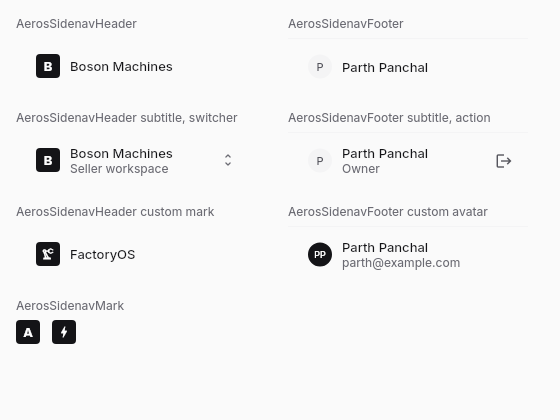 AerosSidenavHeader
B Boson Machines
AerosSidenavHeader subtitle, switcher
B Boson Machines
Seller workspace
AerosSidenavHeader custom mark
FactoryOS
AerosSidenavMark
A
AerosSidenavFooter
P Parth Panchal
AerosSidenavFooter subtitle, action
P Parth Panchal
Owner
AerosSidenavFooter custom avatar
PP Parth Panchal
parth@example.com